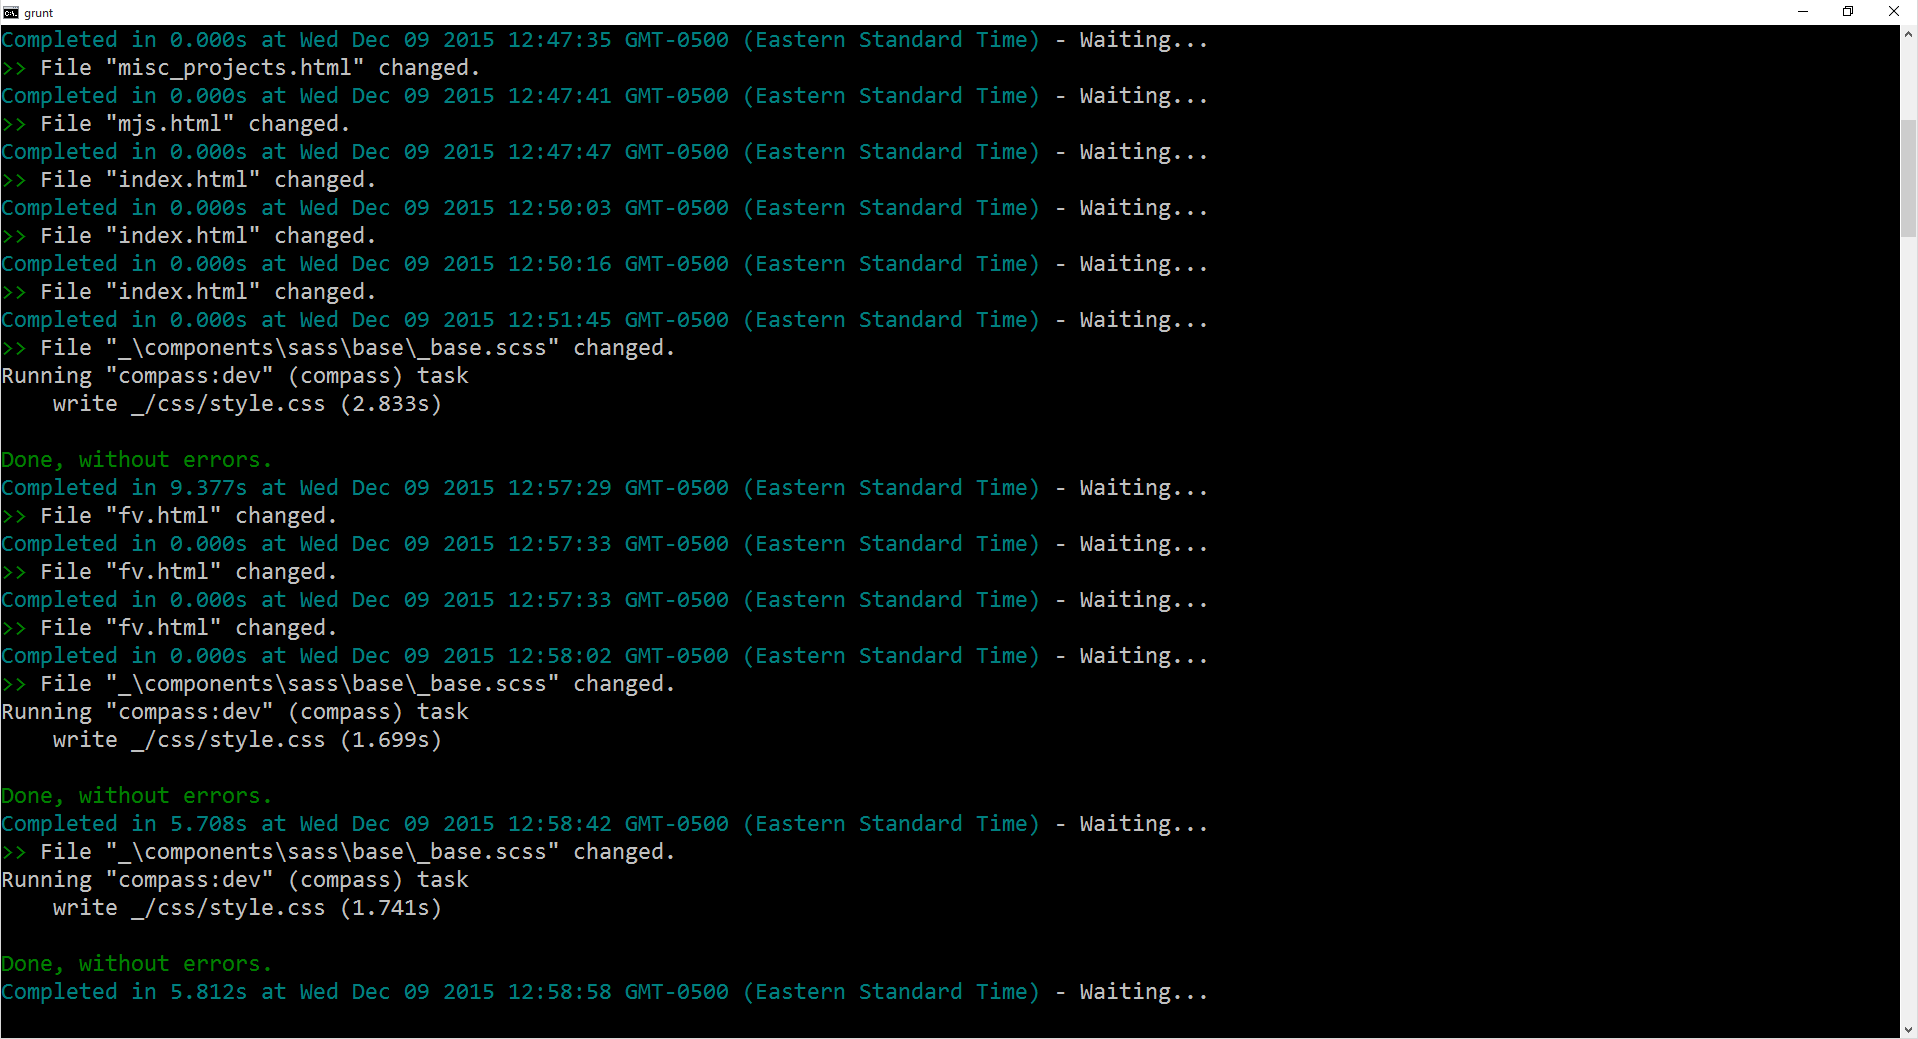 grunt
Completed in 0.000s at Wed Dec 09 2015 12:47:35 GMT-0500 (Eastern Standard Time) - Waiting...
>> File "misc_projects.html" changed.
Completed in 0.000s at Wed Dec 09 2015 12:47:41 GMT-0500 (Eastern Standard Time) - Waiting...
>> File "mjs.html" changed.
Completed in 0.000s at Wed Dec 09 2015 12:47:47 GMT-0500 (Eastern Standard Time) - Waiting...
>> File "index.html" changed.
Completed in 0.000s at Wed Dec 09 2015 12:50:03 GMT-0500 (Eastern Standard Time) - Waiting...
>> File "index.html" changed.
Completed in 0.000s at Wed Dec 09 2015 12:50:16 GMT-0500 (Eastern Standard Time) - Waiting...
>> File "index.html" changed.
Completed in 0.000s at Wed Dec 09 2015 12:51:45 GMT-0500 (Eastern Standard Time) - Waiting...
>> File "_\components\sass\base\_base.scss" changed.
Running "compass:dev" (compass) task
    write _/css/style.css (2.833s)

Done, without errors.
Completed in 9.377s at Wed Dec 09 2015 12:57:29 GMT-0500 (Eastern Standard Time) - Waiting...
>> File "fv.html" changed.
Completed in 0.000s at Wed Dec 09 2015 12:57:33 GMT-0500 (Eastern Standard Time) - Waiting...
>> File "fv.html" changed.
Completed in 0.000s at Wed Dec 09 2015 12:57:33 GMT-0500 (Eastern Standard Time) - Waiting...
>> File "fv.html" changed.
Completed in 0.000s at Wed Dec 09 2015 12:58:02 GMT-0500 (Eastern Standard Time) - Waiting...
>> File "_\components\sass\base\_base.scss" changed.
Running "compass:dev" (compass) task
    write _/css/style.css (1.699s)

Done, without errors.
Completed in 5.708s at Wed Dec 09 2015 12:58:42 GMT-0500 (Eastern Standard Time) - Waiting...
>> File "_\components\sass\base\_base.scss" changed.
Running "compass:dev" (compass) task
    write _/css/style.css (1.741s)

Done, without errors.
Completed in 5.812s at Wed Dec 09 2015 12:58:58 GMT-0500 (Eastern Standard Time) - Waiting...